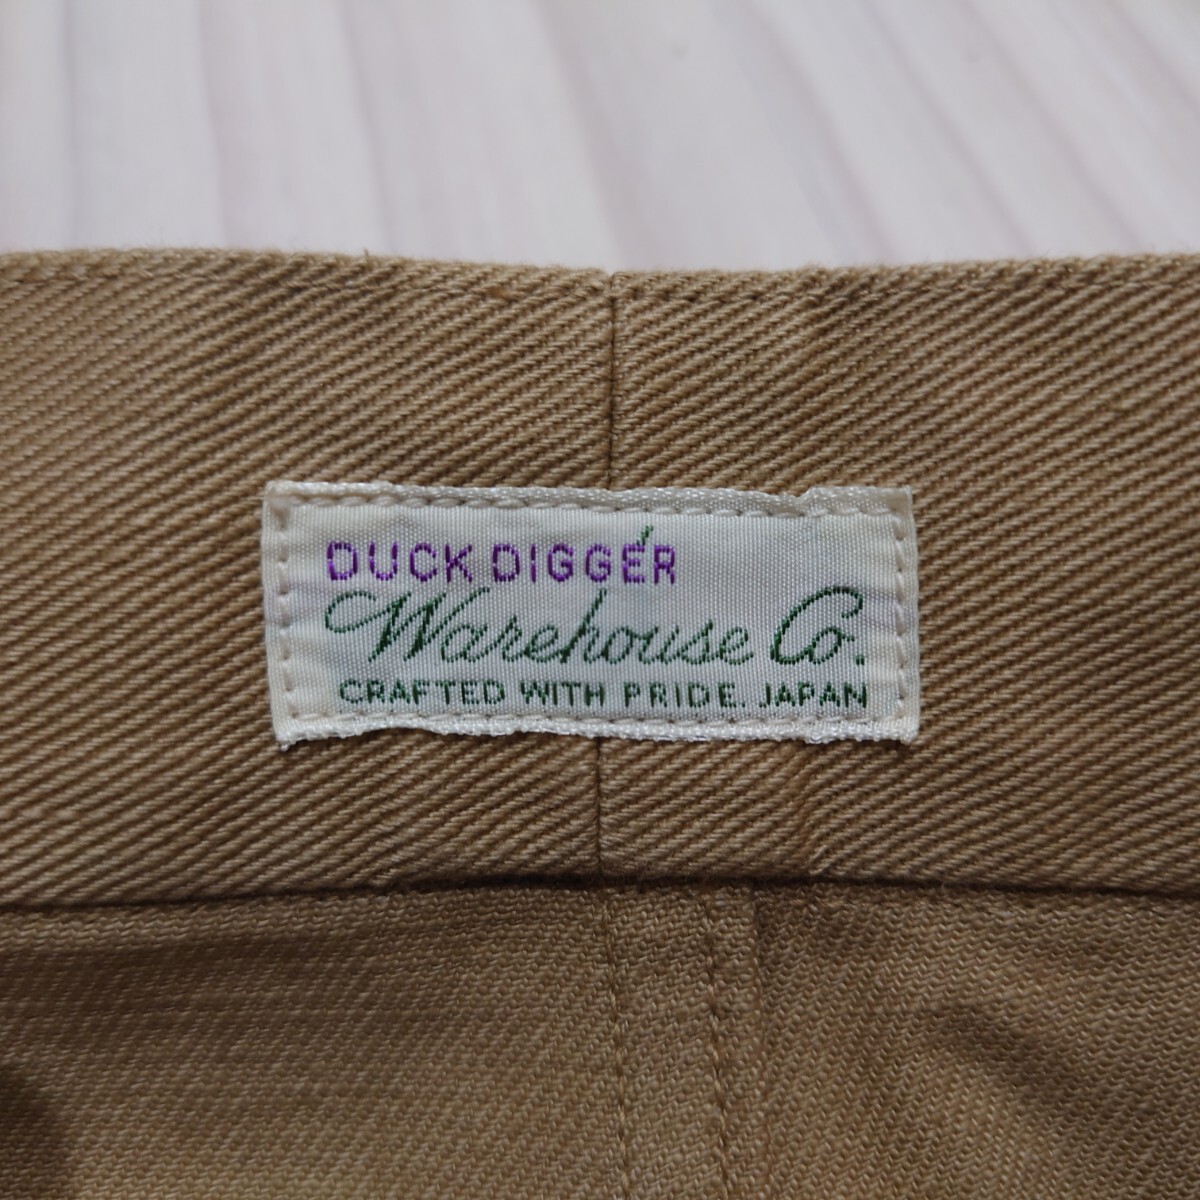 DUCK DIGGER
Warehouse Co.
CRAFTED WITH PRIDE. JAPAN